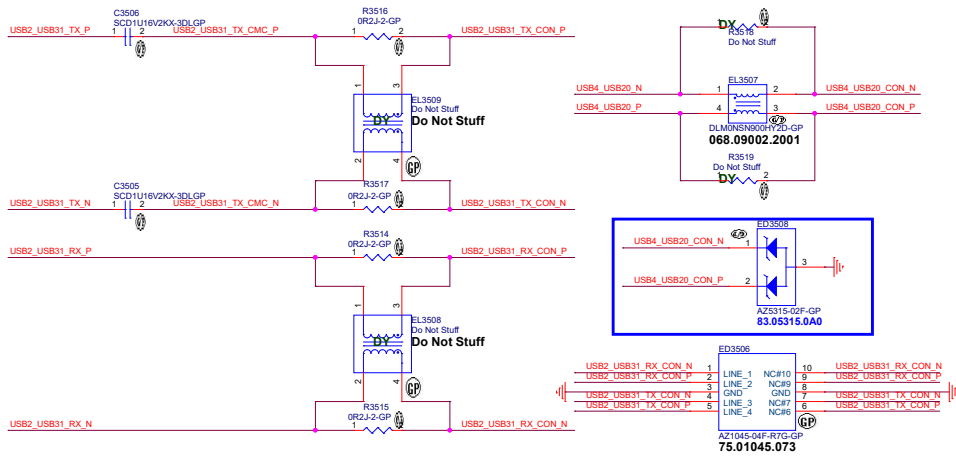 C3506
SCD1U16V2KX-3DLGP
USB2_USB31_TX_P
1 2
USB2_USB31_TX_CMC_P
R3516
0R2J-2-GP
1 2
USB2_USB31_TX_CON_P
1 3
EL3509
Do Not Stuff
DY
Do Not Stuff
2 4
GP
C3505
SCD1U16V2KX-3DLGP
USB2_USB31_TX_N
1 2
USB2_USB31_TX_CMC_N
R3517
0R2J-2-GP
1 2
USB2_USB31_TX_CON_N
R3514
0R2J-2-GP
USB2_USB31_RX_P
1 2
USB2_USB31_RX_CON_P
1 3
EL3508
Do Not Stuff
DY
Do Not Stuff
2 4
GP
R3515
0R2J-2-GP
USB2_USB31_RX_N
1 2
USB2_USB31_RX_CON_N
DY
1 2
R3518
Do Not Stuff
EL3507
USB4_USB20_N
1 2
USB4_USB20_CON_N
USB4_USB20_P
4 3
USB4_USB20_CON_P
DLM0NSN900HY2D-GP
068.09002.2001
R3519
Do Not Stuff
DY
1 2
ED3508
USB4_USB20_CON_N
1
3
USB4_USB20_CON_P
2
AZ5315-02F-GP
83.05315.0A0
ED3506
USB2_USB31_RX_CON_N 1 LINE_1 NC#10 10 USB2_USB31_RX_CON_N
USB2_USB31_RX_CON_P 2 LINE_2 NC#9 9 USB2_USB31_RX_CON_P
3 GND GND 8
USB2_USB31_TX_CON_N 4 LINE_3 NC#7 7 USB2_USB31_TX_CON_N
USB2_USB31_TX_CON_P 5 LINE_4 NC#6 6 USB2_USB31_TX_CON_P
GP
AZ1045-04F-R7G-GP
75.01045.073